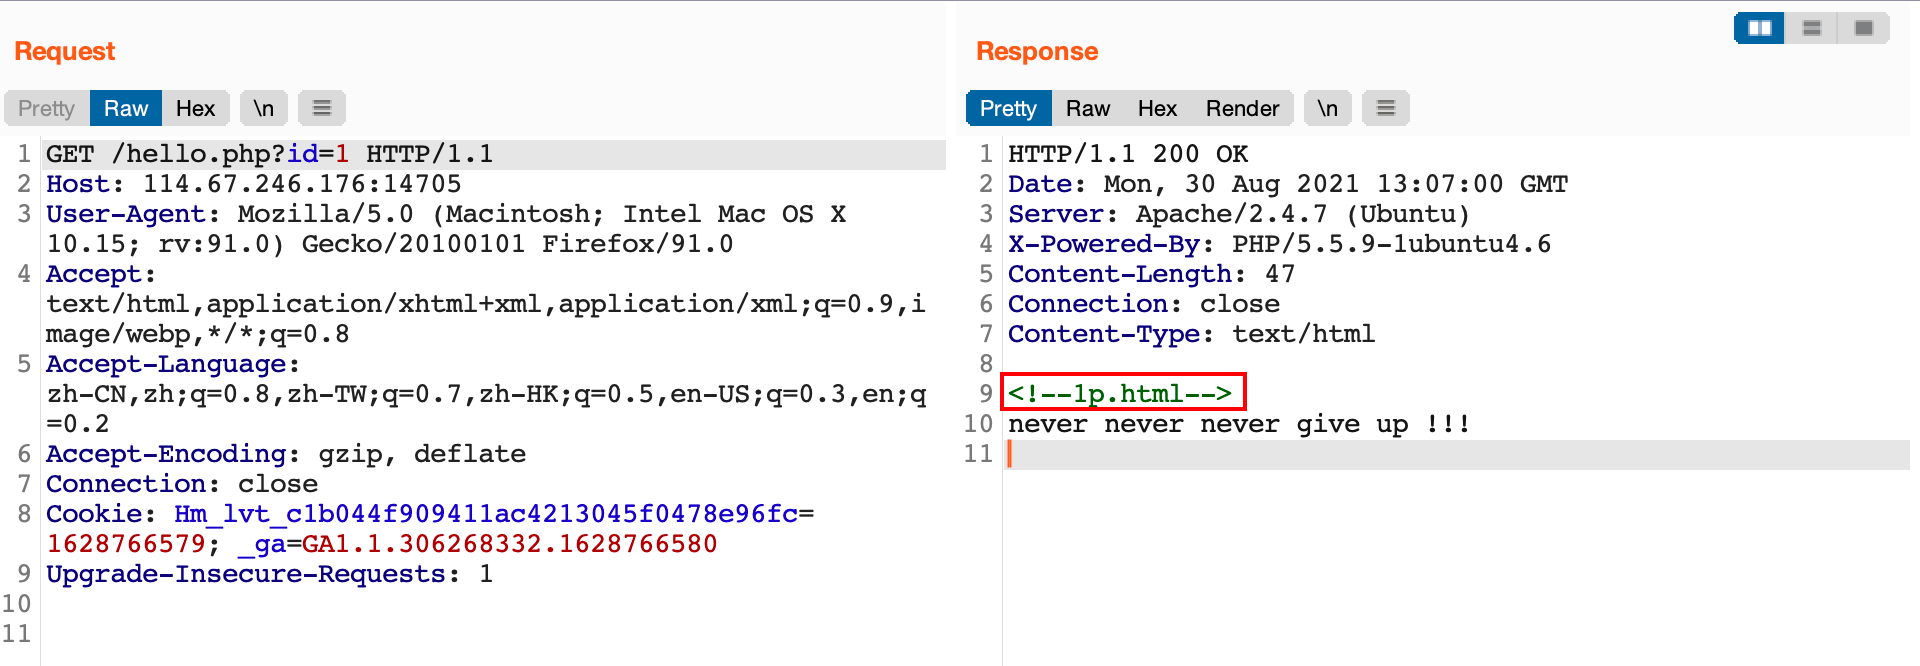 Request
Pretty Raw Hex \n
1 GET /hello.php?id=1 HTTP/1.1
2 Host: 114.67.246.176:14705
3 User-Agent: Mozilla/5.0 (Macintosh; Intel Mac OS X
10.15; rv:91.0) Gecko/20100101 Firefox/91.0
4 Accept:
text/html,application/xhtml+xml,application/xml;q=0.9,i
mage/webp,*/*;q=0.8
5 Accept-Language:
zh-CN,zh;q=0.8,zh-TW;q=0.7,zh-HK;q=0.5,en-US;q=0.3,en;q
=0.2
6 Accept-Encoding: gzip, deflate
7 Connection: close
8 Cookie: Hm_lvt_c1b044f909411ac4213045f0478e96fc=
1628766579; _ga=GA1.1.306268332.1628766580
9 Upgrade-Insecure-Requests: 1
10
11
Response
Pretty Raw Hex Render \n
1 HTTP/1.1 200 OK
2 Date: Mon, 30 Aug 2021 13:07:00 GMT
3 Server: Apache/2.4.7 (Ubuntu)
4 X-Powered-By: PHP/5.5.9-1ubuntu4.6
5 Content-Length: 47
6 Connection: close
7 Content-Type: text/html
8
9 <!--1p.html-->
10 never never never give up !!!
11